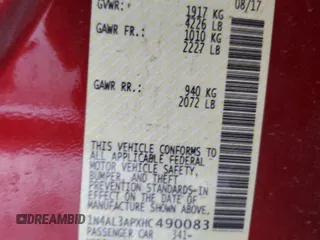 08/17
GVWR: 1917 KG
4226 LB
GAWR FR.: 1010 KG
2227 LB
GAWR RR.: 940 KG
2072 LB
THIS VEHICLE CONFORMS TO
ALL APPLICABLE FEDERAL
MOTOR VEHICLE SAFETY,
BUMPER, AND THEFT
PREVENTION STANDARDS
IN EFFECT ON THE DATE OF
MANUFACTURE SHOWN ABOVE.
1N4AL3APXHC490083
PASSENGER CAR 341-
AUTOBIDCAR